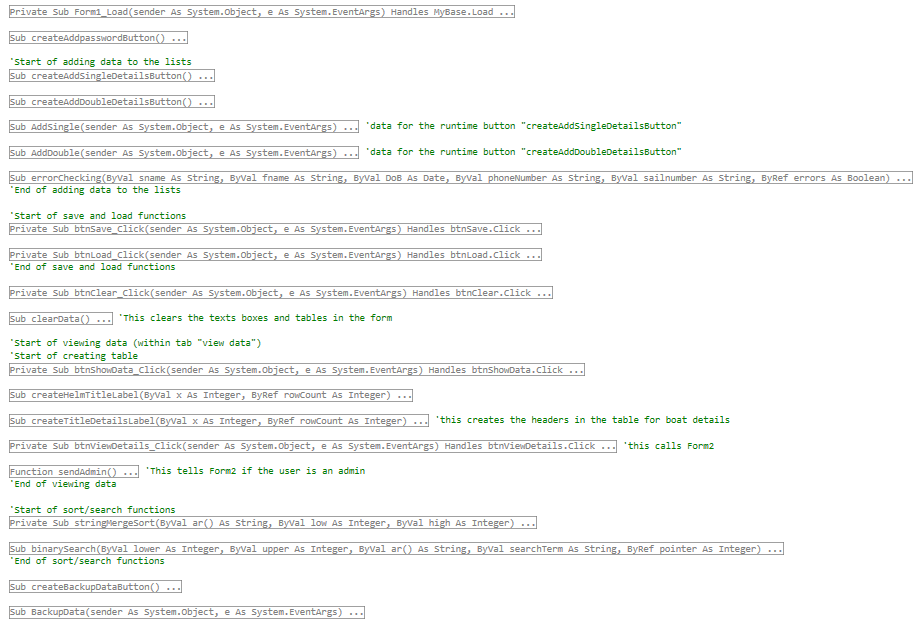 Private Sub Form1_Load(sender As System.Object, e As System.EventArgs) Handles MyBase.Load ...
Sub createAddpasswordButton() ...
'Start of adding data to the lists
Sub createAddSingleDetailsButton() ...
Sub createAddDoubleDetailsButton() ...
Sub AddSingle(sender As System.Object, e As System.EventArgs) ... 'data for the runtime button "createAddSingleDetailsButton"
Sub AddDouble(sender As System.Object, e As System.EventArgs) ... 'data for the runtime button "createAddDoubleDetailsButton"
Sub errorChecking(ByVal sname As String, ByVal fname As String, ByVal DoB As Date, ByVal phoneNumber As String, ByVal sailnumber As String, ByRef errors As Boolean) ...
'End of adding data to the lists
'Start of save and load functions
Private Sub btnSave_Click(sender As System.Object, e As System.EventArgs) Handles btnSave.Click ...
Private Sub btnLoad_Click(sender As System.Object, e As System.EventArgs) Handles btnLoad.Click ...
'End of save and load functions
Private Sub btnClear_Click(sender As System.Object, e As System.EventArgs) Handles btnClear.Click ...
Sub clearData() ... 'This clears the texts boxes and tables in the form
'Start of viewing data (within tab "view data")
'Start of creating table
Private Sub btnShowData_Click(sender As System.Object, e As System.EventArgs) Handles btnShowData.Click ...
Sub createHelmTitleLabel(ByVal x As Integer, ByRef rowCount As Integer) ...
Sub createTitleDetailsLabel(ByVal x As Integer, ByRef rowCount As Integer) ... 'this creates the headers in the table for boat details
Private Sub btnViewDetails_Click(sender As System.Object, e As System.EventArgs) Handles btnViewDetails.Click ... 'this calls Form2
Function sendAdmin() ... 'This tells Form2 if the user is an admin
'End of viewing data
'Start of sort/search functions
Private Sub stringMergeSort(ByVal ar() As String, ByVal low As Integer, ByVal high As Integer) ...
Sub binarySearch(ByVal lower As Integer, ByVal upper As Integer, ByVal ar() As String, ByVal searchTerm As String, ByRef pointer As Integer) ...
'End of sort/search functions
Sub createBackupDataButton() ...
Sub BackupData(sender As System.Object, e As System.EventArgs) ...